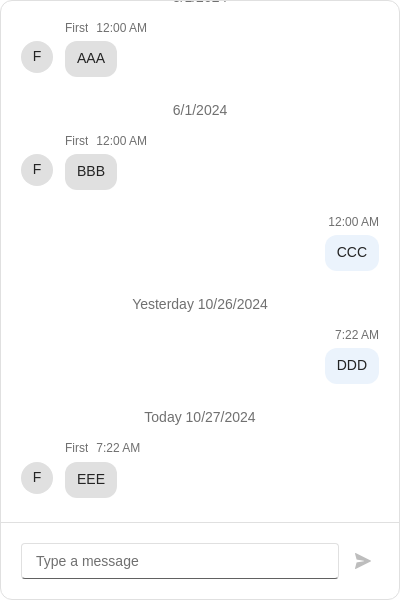 First 12:00 AM
F
AAA
6/1/2024
First 12:00 AM
F
BBB
12:00 AM
CCC
Yesterday 10/26/2024
7:22 AM
DDD
Today 10/27/2024
First 7:22 AM
F
EEE
Type a message